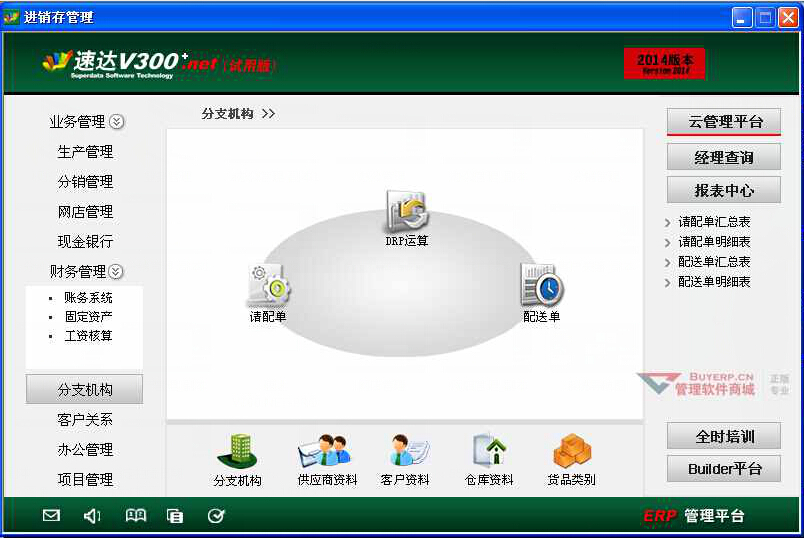 进销存管理
速达V300+.net (试用版)
Superdata Software Technology
2014版本
Version 2014
业务管理
生产管理
分销管理
网店管理
现金银行
财务管理
账务系统
固定资产
工资核算
分支机构
客户关系
办公管理
项目管理
分支机构 >>
DRP运算
请配单
配送单
分支机构
供应商资料
客户资料
仓库资料
货品类别
云管理平台
经理查询
报表中心
请配单汇总表
请配单明细表
配送单汇总表
配送单明细表
BUYERP.CN
管理软件商城
正版
专业
全时培训
Builder平台
ERP 管理平台